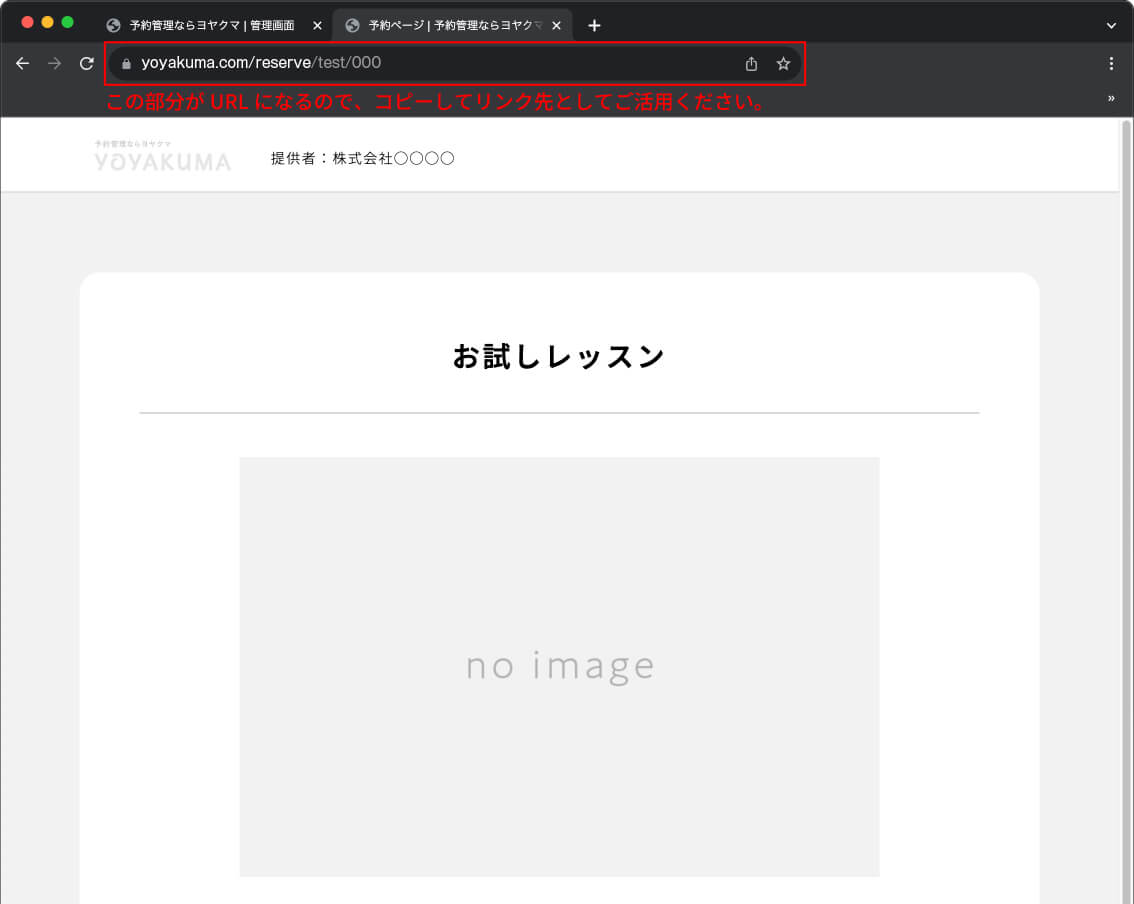 予約管理ならヨヤクマ | 管理画面
予約ページ | 予約管理ならヨヤクマ
yoyakuma.com/reserve/test/000
この部分が URL になるので、コピーしてリンク先としてご活用ください。
予約管理ならヨヤクマ
YOYAKUMA
提供者：株式会社〇〇〇〇
お試しレッスン
no image